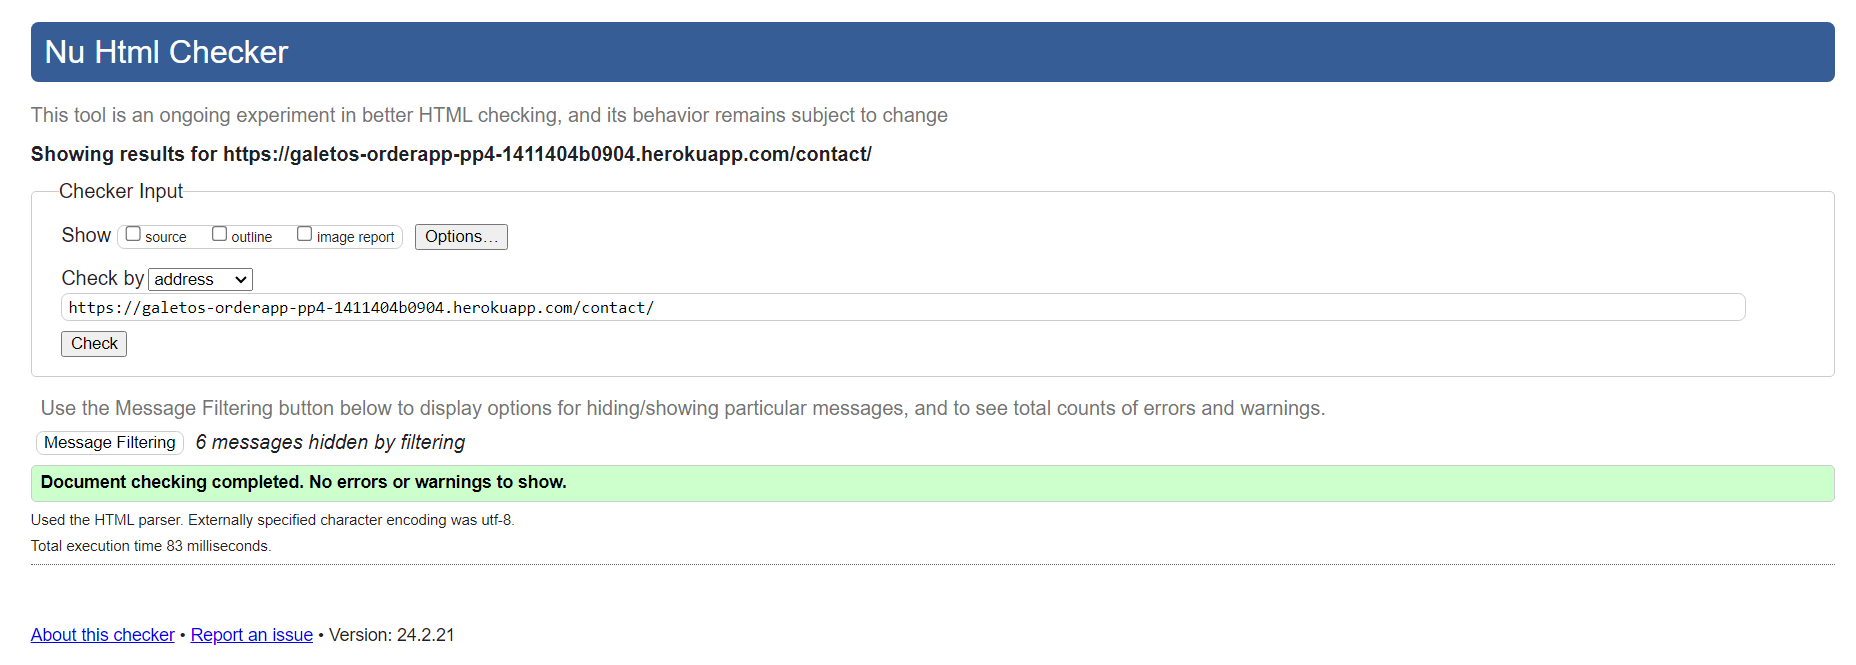 Nu Html Checker
This tool is an ongoing experiment in better HTML checking, and its behavior remains subject to change
Showing results for https://galetos-orderapp-pp4-1411404b0904.herokuapp.com/contact/
Checker Input
Show source outline image report Options...
Check by address
https://galetos-orderapp-pp4-1411404b0904.herokuapp.com/contact/
Check
Use the Message Filtering button below to display options for hiding/showing particular messages, and to see total counts of errors and warnings.
Message Filtering 6 messages hidden by filtering
Document checking completed. No errors or warnings to show.
Used the HTML parser. Externally specified character encoding was utf-8.
Total execution time 83 milliseconds.
About this checker • Report an issue • Version: 24.2.21